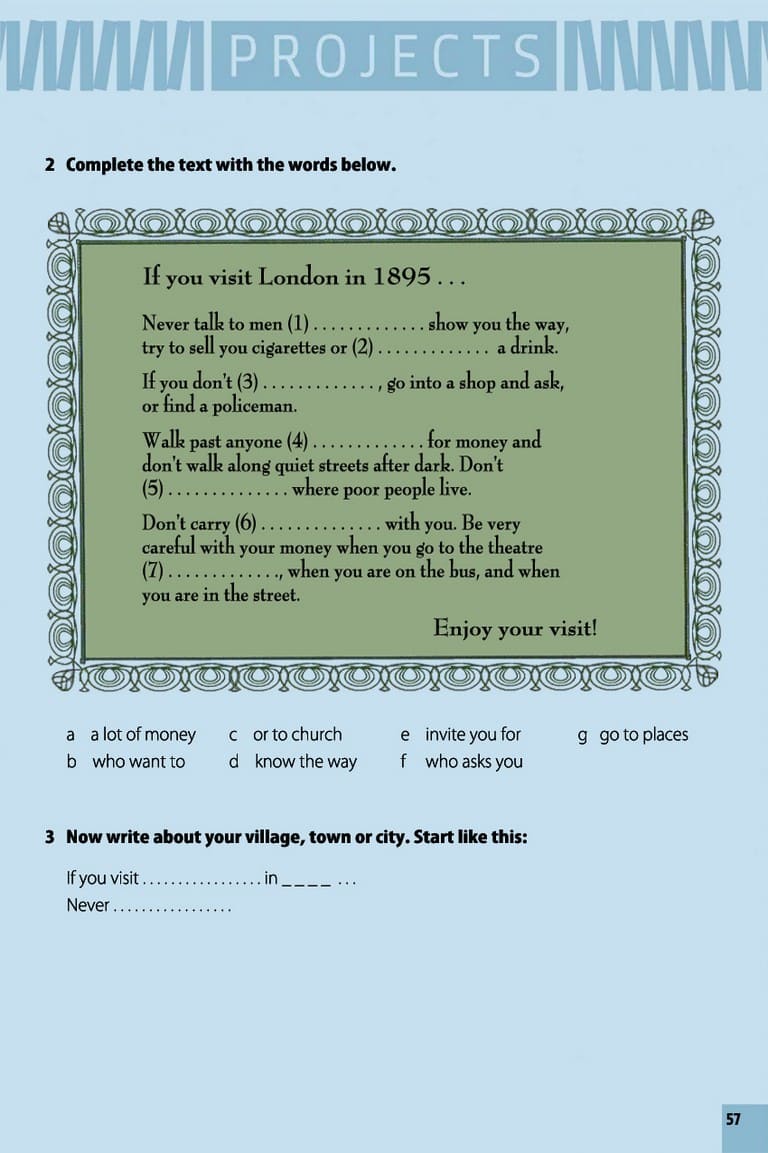 PROJECTS
2 Complete the text with the words below.
If you visit London in 1895 . . .
Never talk to men (1) . . . . . . . . . . . . . show you the way,
try to sell you cigarettes or (2) . . . . . . . . . . . . . a drink.
If you don't (3) . . . . . . . . . . . . . , go into a shop and ask,
or find a policeman.
Walk past anyone (4) . . . . . . . . . . . . . for money and
don't walk along quiet streets after dark. Don't
(5) . . . . . . . . . . . . . . where poor people live.
Don't carry (6) . . . . . . . . . . . . . . with you. Be very
careful with your money when you go to the theatre
(7) . . . . . . . . . . . . ., when you are on the bus, and when
you are in the street.
Enjoy your visit!
a a lot of money c or to church e invite you for g go to places
b who want to d know the way f who asks you
3 Now write about your village, town or city. Start like this:
If you visit . . . . . . . . . . . . . . . . . in _ _ _ _ . . .
Never . . . . . . . . . . . . . . . . .
57